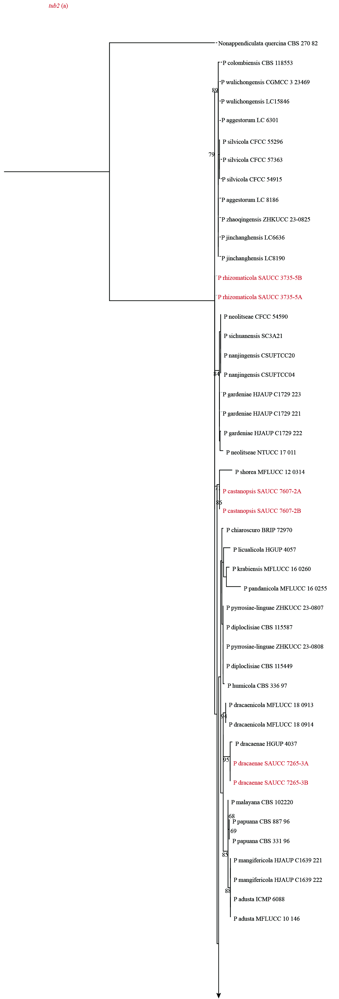 tub2 (a)
Nonappendiculata quercina CBS 270 82
P colombiensis CBS 118553
P wulichongensis CGMCC 3 23469
89
P wulichongensis LC15846
P aggestorum LC 6301
P silvicola CFCC 55296
79
P silvicola CFCC 57363
P silvicola CFCC 54915
P aggestorum LC 8186
P zhaoqingensis ZHKUCC 23-0825
P jinchanghensis LC6636
P jinchanghensis LC8190
P rhizomaticola SAUCC 3735-5B
P rhizomaticola SAUCC 3735-5A
P neolitseae CFCC 54590
P sichuanensis SC3A21
P nanjingensis CSUFTCC20
84
P nanjingensis CSUFTCC04
P gardeniae HJAUP C1729 223
P gardeniae HJAUP C1729 221
P gardeniae HJAUP C1729 222
P neolitseae NTUCC 17 011
P shorea MFLUCC 12 0314
71
P castanopsis SAUCC 7607-2A
86
P castanopsis SAUCC 7607-2B
P chiaroscuro BRIP 72970
P licualicola HGUP 4057
P krabiensis MFLUCC 16 0260
P pandanicola MFLUCC 16 0255
P pyrrosiae-linguae ZHKUCC 23-0807
P diploclisiae CBS 115587
P pyrrosiae-linguae ZHKUCC 23-0808
P diploclisiae CBS 115449
P humicola CBS 336 97
P dracaenicola MFLUCC 18 0913
94
P dracaenicola MFLUCC 18 0914
P dracaenae HGUP 4037
95
P dracaenae SAUCC 7265-3A
P dracaenae SAUCC 7265-3B
P malayana CBS 102220
68
P papuana CBS 887 96
69
P papuana CBS 331 96
85
P mangifericola HJAUP C1639 221
P mangifericola HJAUP C1639 222
88
P adusta ICMP 6088
P adusta MFLUCC 10 146